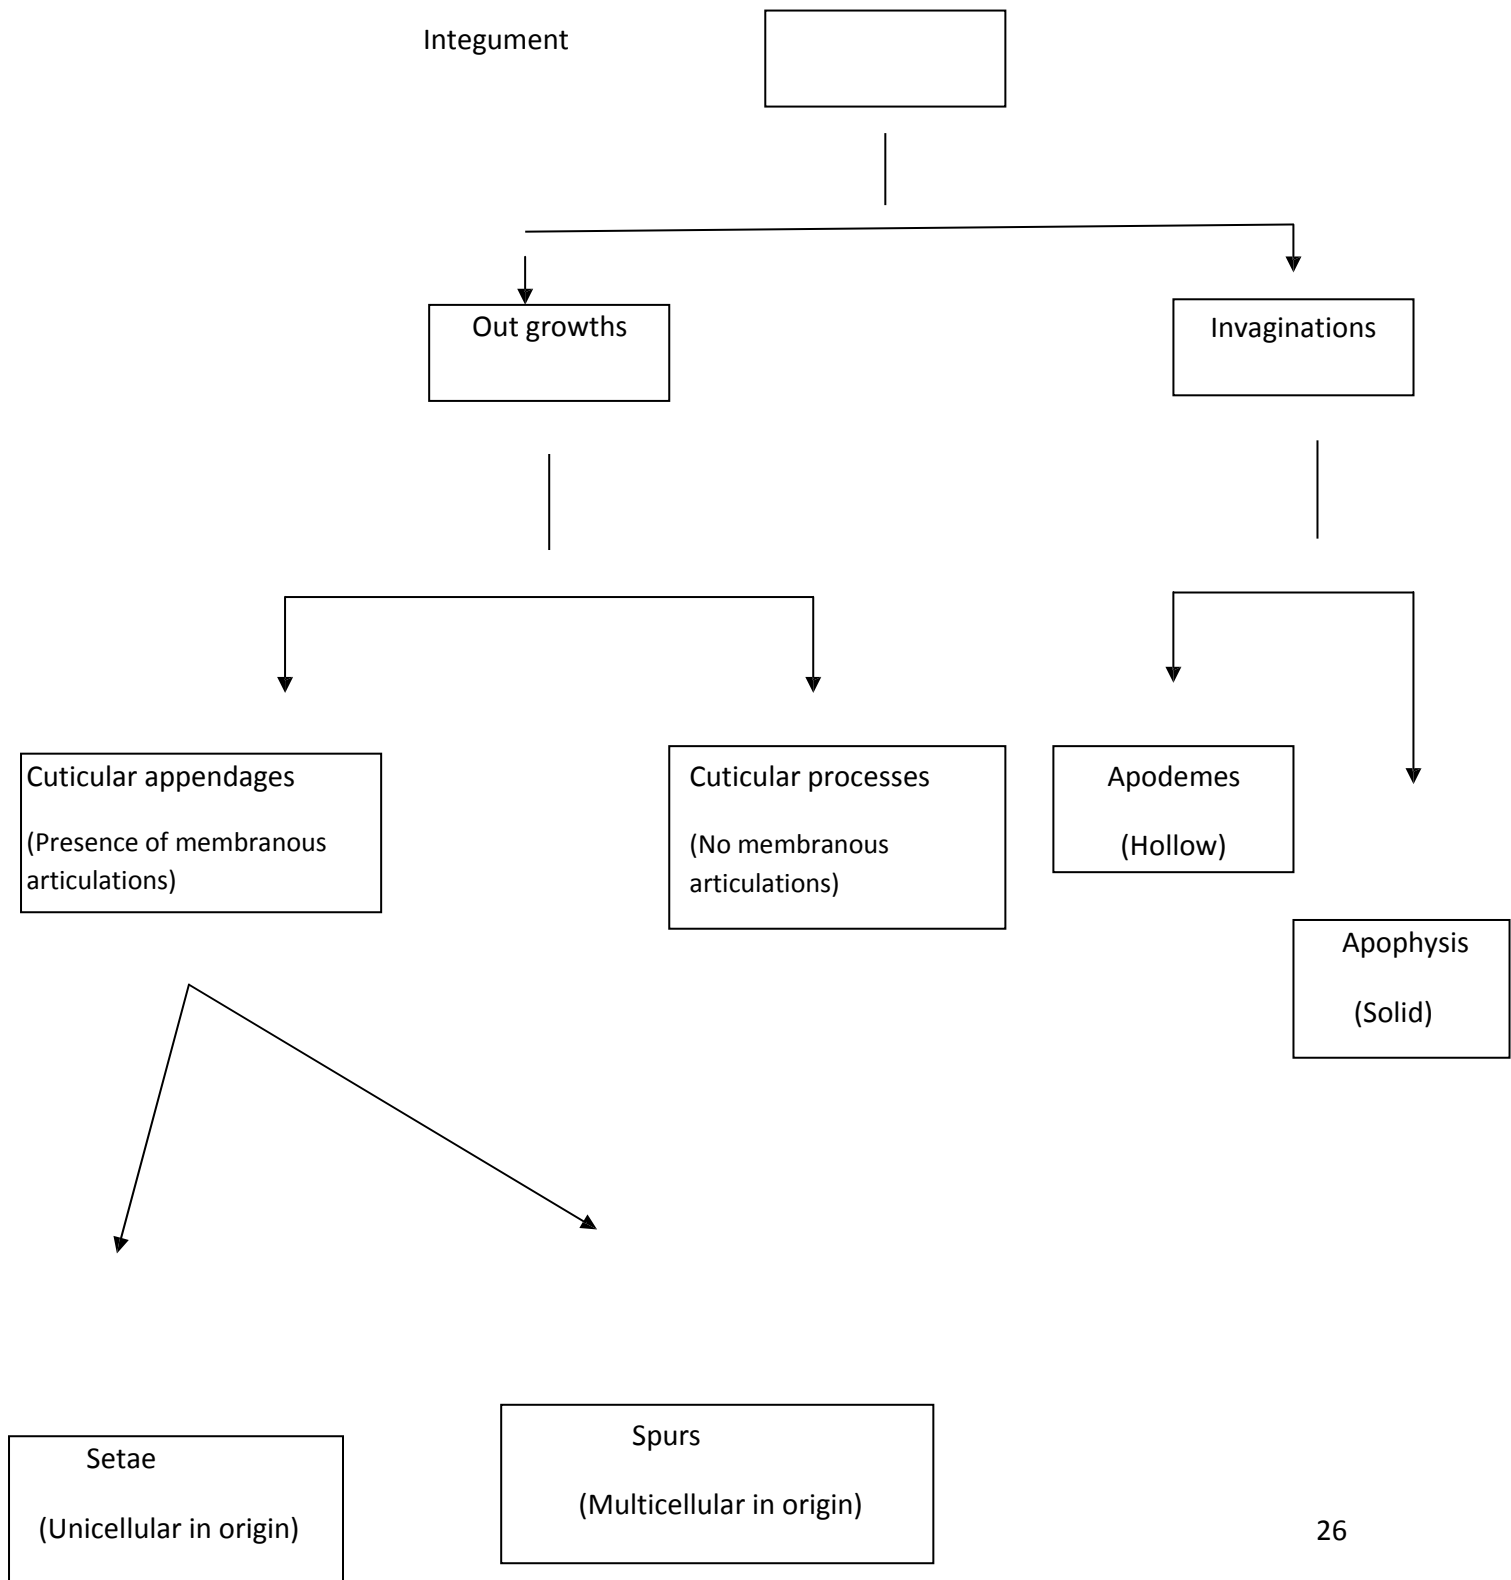 Integument
Out growths
Invaginations
Cuticular appendages
(Presence of membranous
articulations)
Cuticular processes
(No membranous
articulations)
Apodemes
(Hollow)
Apophysis
(Solid)
Setae
(Unicellular in origin)
Spurs
(Multicellular in origin)
26